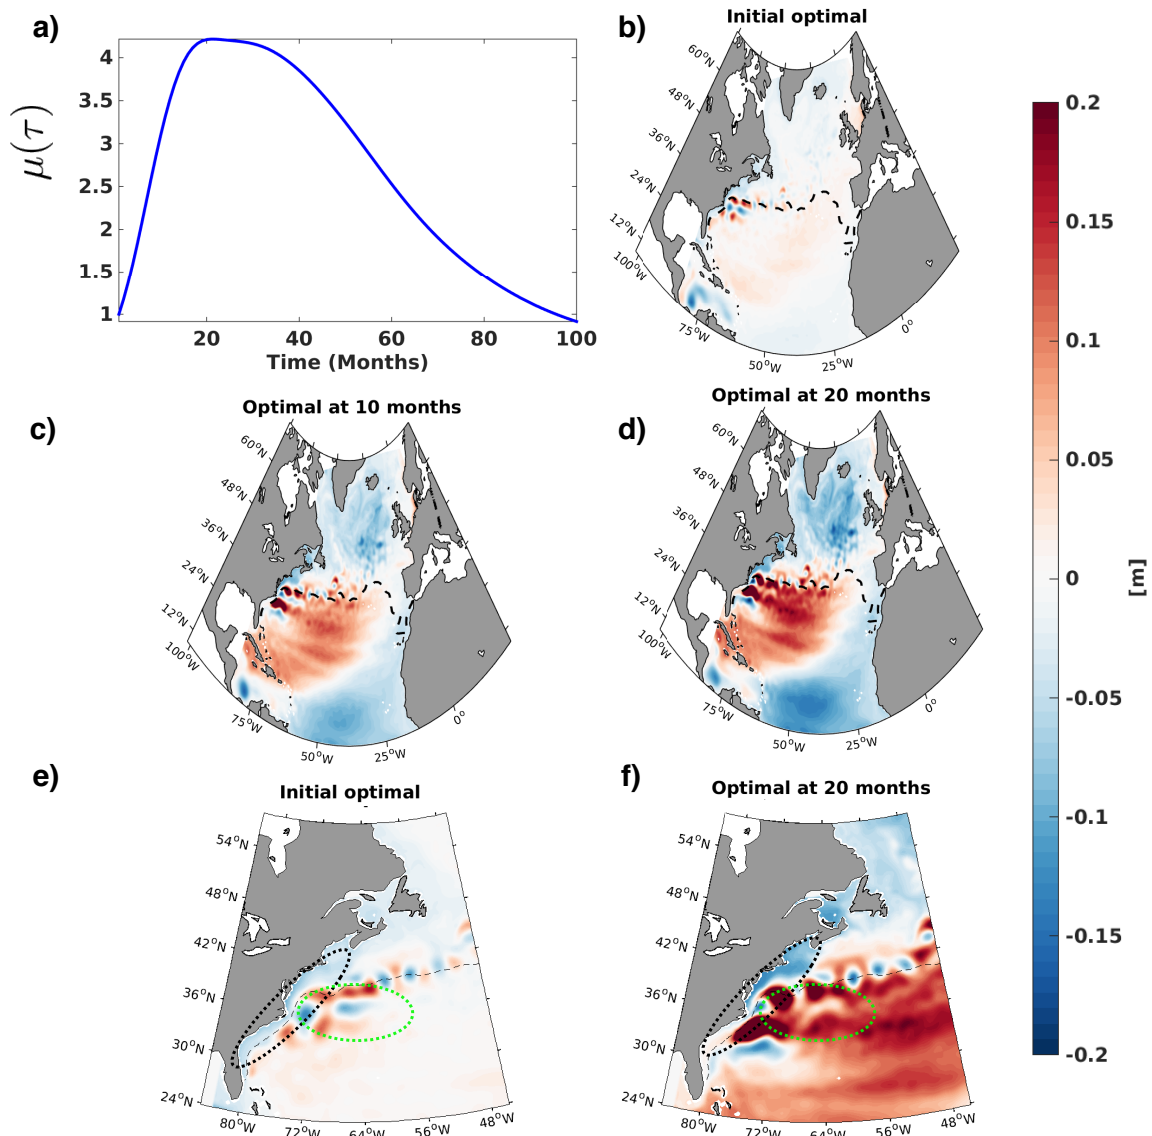 a)
μ(τ)
4
3.5
3
2.5
2
1.5
1
20 40 60 80 100
Time (Months)
b)
Initial optimal
60°N
48°N
36°N
24°N
12°N
100°W
75°W
50°W
25°W
0°
c)
Optimal at 10 months
60°N
48°N
36°N
24°N
12°N
100°W
75°W
50°W
25°W
0°
d)
Optimal at 20 months
60°N
48°N
36°N
24°N
12°N
100°W
75°W
50°W
25°W
0°
e)
Initial optimal
54°N
48°N
42°N
36°N
30°N
24°N
80°W
72°W
64°W
56°W
48°W
f)
Optimal at 20 months
54°N
48°N
42°N
36°N
30°N
24°N
80°W
72°W
64°W
56°W
48°W
0.2
0.15
0.1
0.05
0
-0.05
-0.1
-0.15
-0.2
[m]